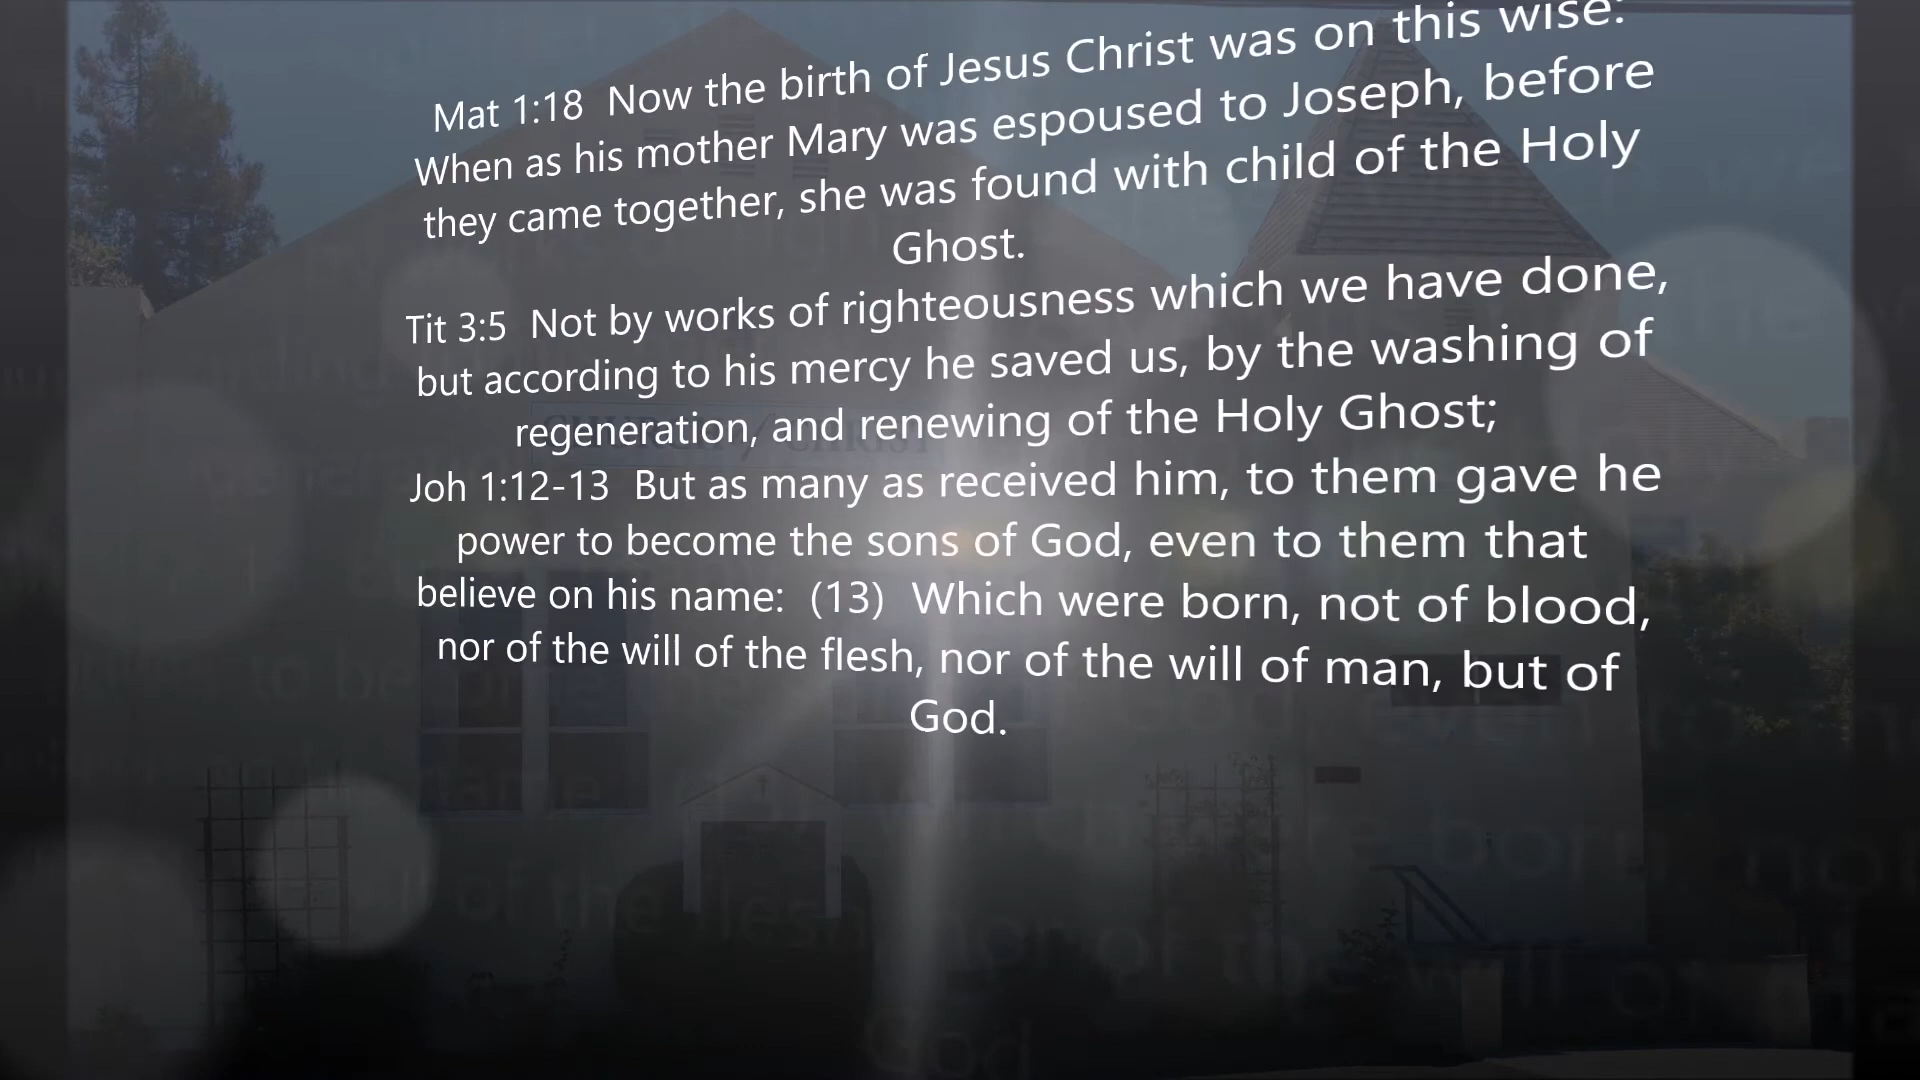 Mat 1:18 Now the birth of Jesus Christ was on this wise:
When as his mother Mary was espoused to Joseph, before
they came together, she was found with child of the Holy
Ghost.
Tit 3:5 Not by works of righteousness which we have done,
but according to his mercy he saved us, by the washing of
regeneration, and renewing of the Holy Ghost;
Joh 1:12-13 But as many as received him, to them gave he
power to become the sons of God, even to them that
believe on his name: (13) Which were born, not of blood,
nor of the will of the flesh, nor of the will of man, but of
God.